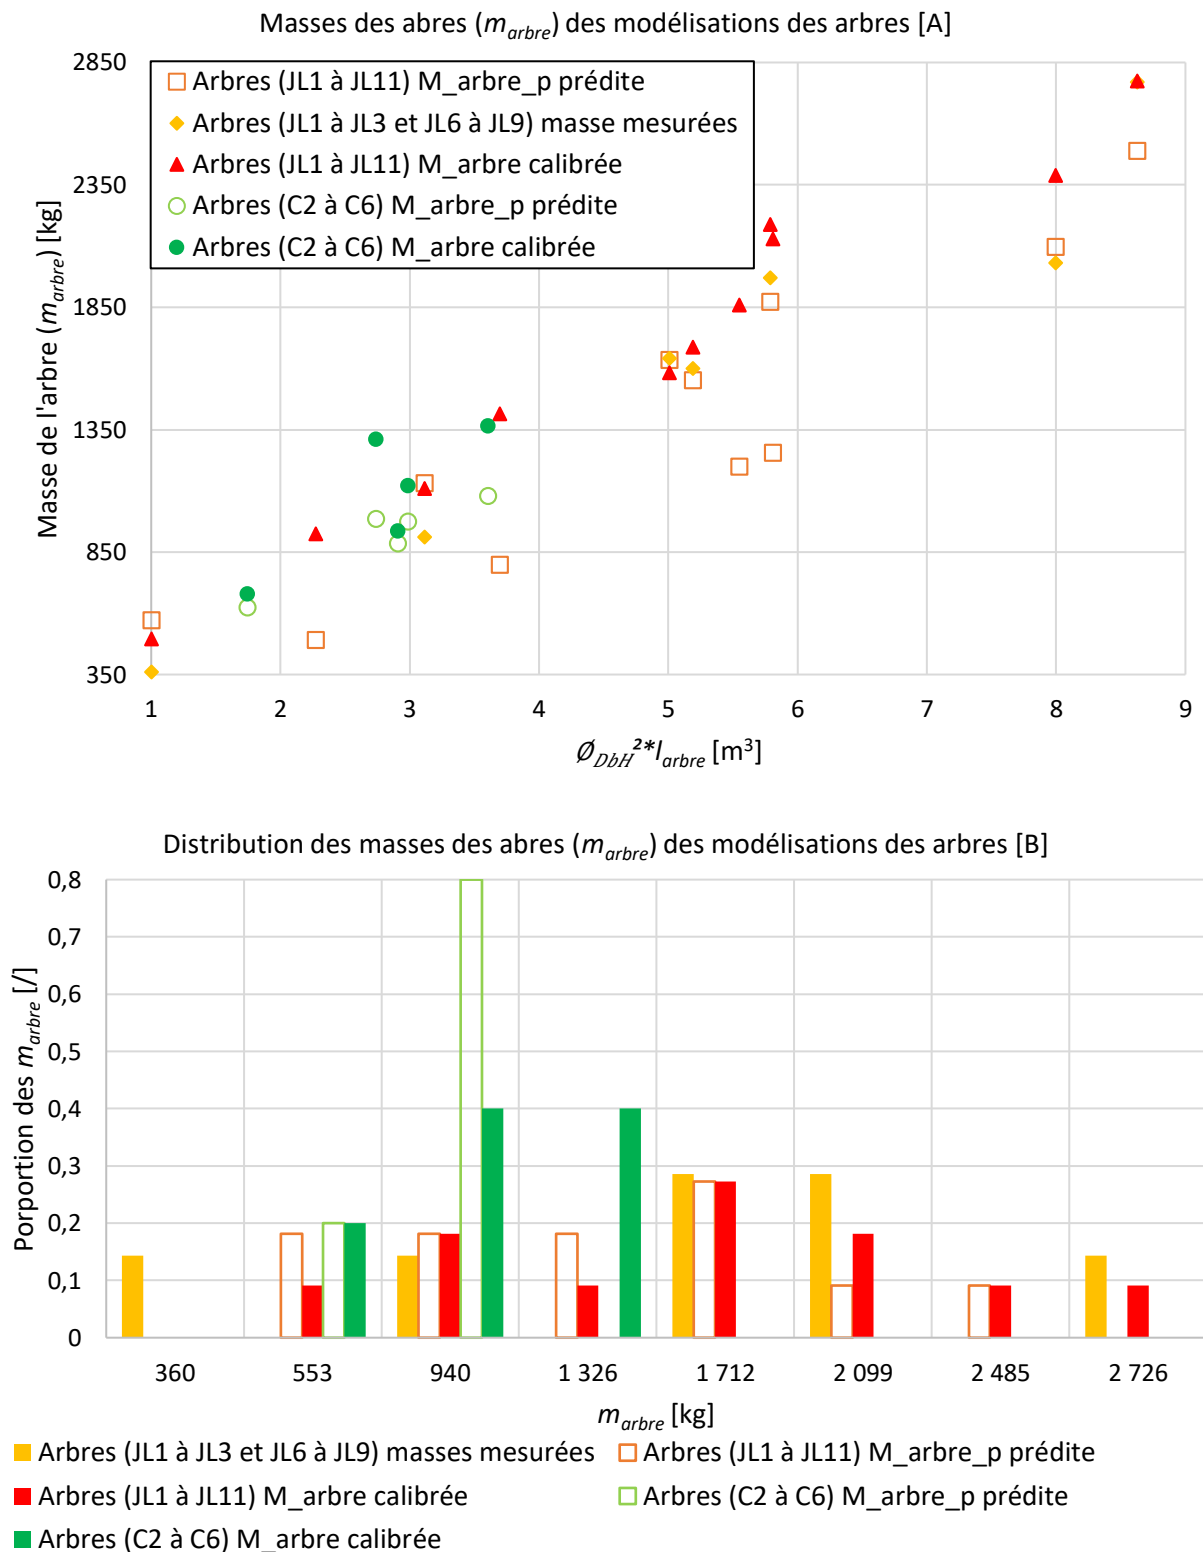 Masses des abres (m_arbre) des modélisations des arbres [A]
Masse de l'arbre (m_arbre) [kg]
2850
2350
1850
1350
850
350
Arbres (JL1 à JL11) M_arbre_p prédite
Arbres (JL1 à JL3 et JL6 à JL9) masse mesurées
Arbres (JL1 à JL11) M_arbre calibrée
Arbres (C2 à C6) M_arbre_p prédite
Arbres (C2 à C6) M_arbre calibrée
1 2 3 4 5 6 7 8 9
Ø_DbH²*l_arbre [m³]
Distribution des masses des abres (m_arbre) des modélisations des arbres [B]
Porportion des m_arbre [/]
0,8
0,7
0,6
0,5
0,4
0,3
0,2
0,1
0
360 553 940 1 326 1 712 2 099 2 485 2 726
m_arbre [kg]
Arbres (JL1 à JL3 et JL6 à JL9) masses mesurées
Arbres (JL1 à JL11) M_arbre_p prédite
Arbres (JL1 à JL11) M_arbre calibrée
Arbres (C2 à C6) M_arbre_p prédite
Arbres (C2 à C6) M_arbre calibrée